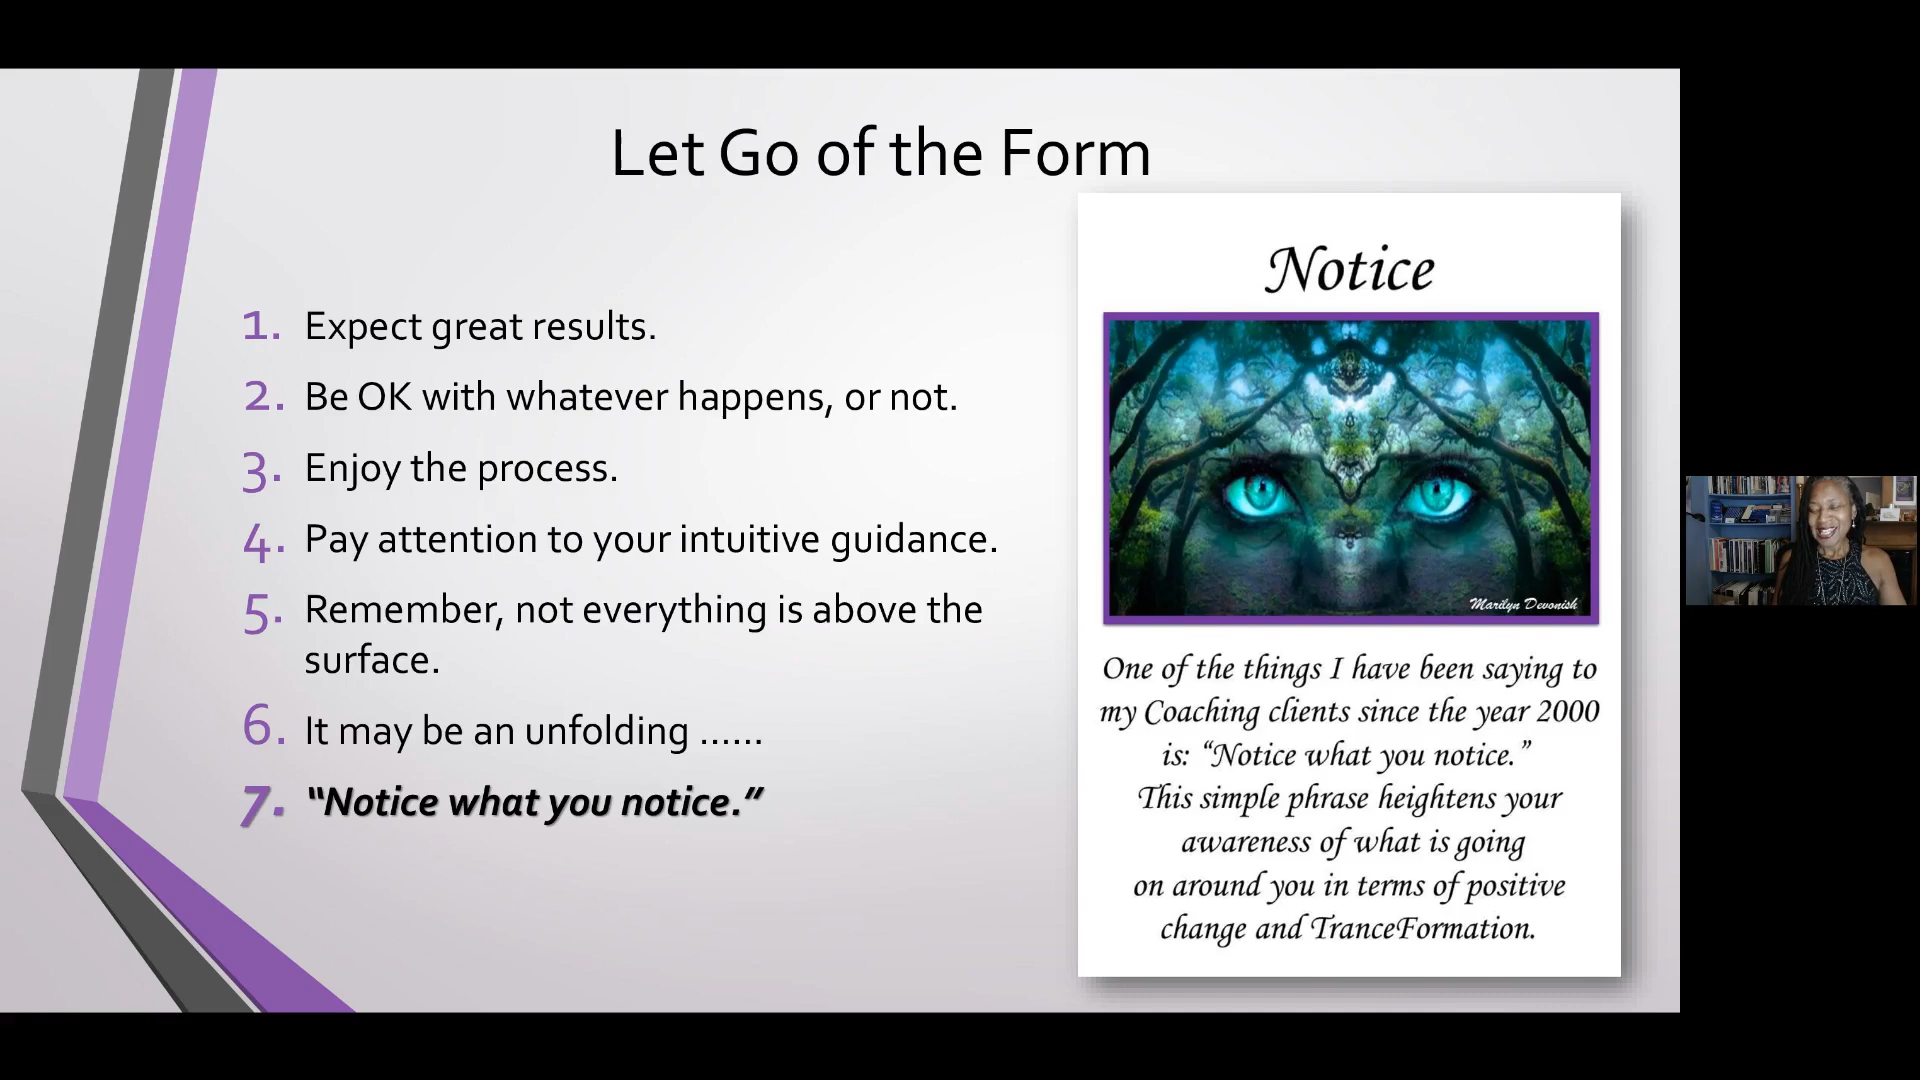 Let Go of the Form
1. Expect great results.
2. Be OK with whatever happens, or not.
3. Enjoy the process.
4. Pay attention to your intuitive guidance.
5. Remember, not everything is above the
surface.
6. It may be an unfolding ......
7. “Notice what you notice.”
Notice
Marilyn Devonish
One of the things I have been saying to
my Coaching clients since the year 2000
is: “Notice what you notice.”
This simple phrase heightens your
awareness of what is going
on around you in terms of positive
change and TranceFormation.